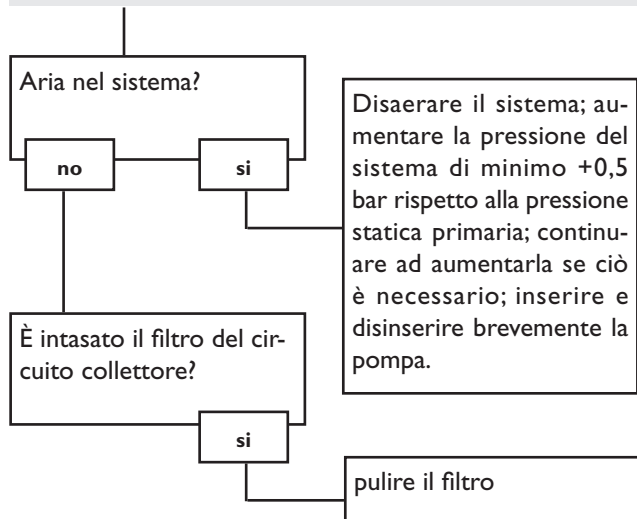 Aria nel sistema?
no
si
Disaerare il sistema; au-
mentare la pressione del
sistema di minimo +0,5
bar rispetto alla pressione
statica primaria; continu-
are ad aumentarla se ciò
è necessario; inserire e
disinserire brevemente la
pompa.
È intasato il filtro del cir-
cuito collettore?
si
pulire il filtro